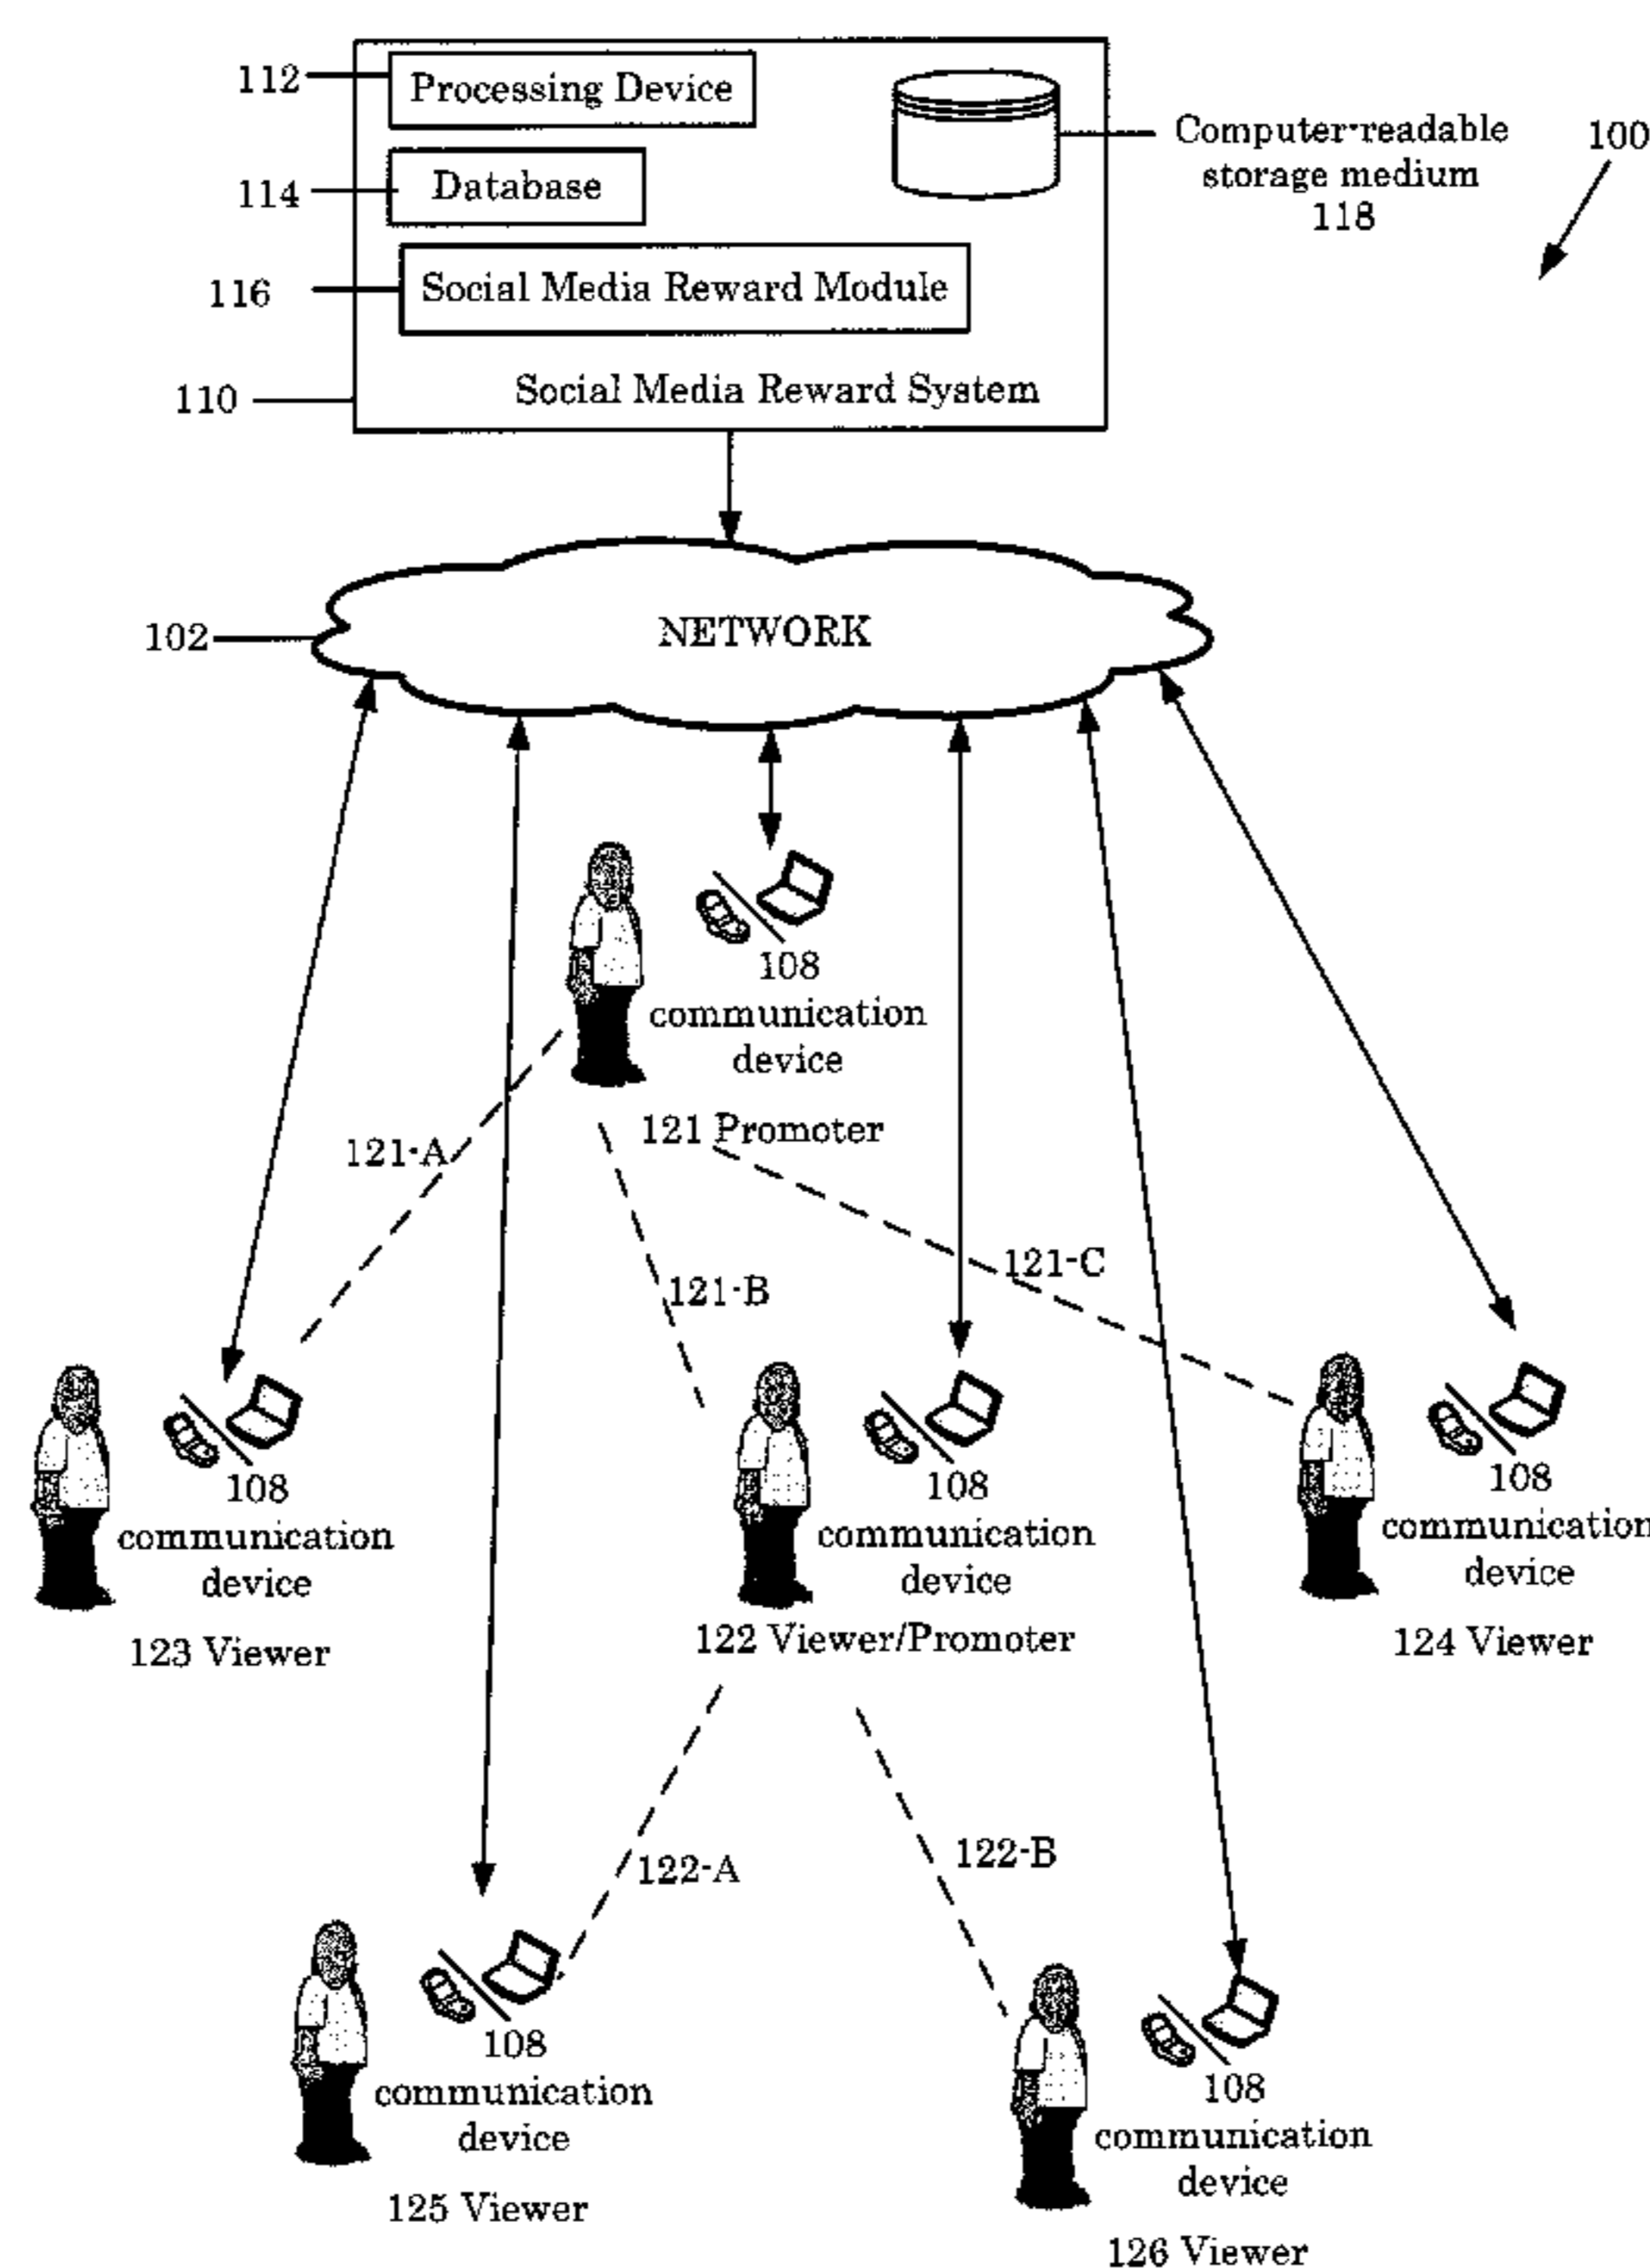 112
Processing Device
Computer-readable
storage medium
118
100
114
Database
116
Social Media Reward Module
110
Social Media Reward System
102
NETWORK
108
communication
device
121 Promoter
121-A
121-B
121-C
108
communication
device
123 Viewer
108
communication
device
122 Viewer/Promoter
108
communication
device
124 Viewer
122-A
122-B
108
communication
device
125 Viewer
108
communication
device
126 Viewer